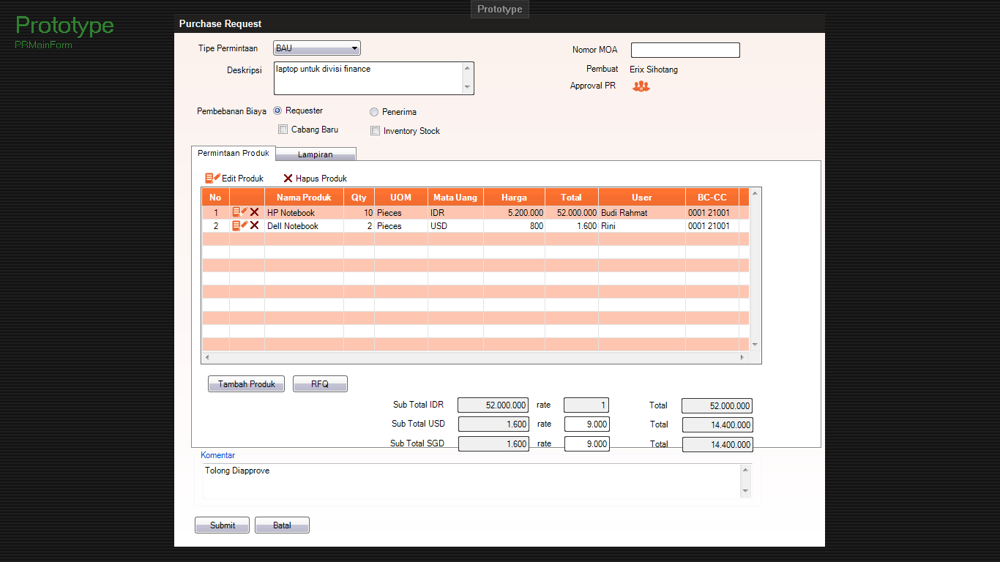 Prototype
Prototype
PRMainForm
Purchase Request
Tipe Permintaan BAU Nomor MOA
Deskripsi laptop untuk divisi finance Pembuat Erix Sihotang
Approval PR
Pembebanan Biaya Requester Penerima
Cabang Baru Inventory Stock
Permintaan Produk Lampiran
Edit Produk Hapus Produk
No Nama Produk Qty UOM Mata Uang Harga Total User BC-CC
1 HP Notebook 10 Pieces IDR 5.200.000 52.000.000 Budi Rahmat 0001 21001
2 Dell Notebook 2 Pieces USD 800 1.600 Rini 0001 21001
Tambah Produk RFQ
Sub Total IDR 52.000.000 rate 1 Total 52.000.000
Sub Total USD 1.600 rate 9.000 Total 14.400.000
Sub Total SGD 1.600 rate 9.000 Total 14.400.000
Komentar
Tolong Diapprove
Submit Batal